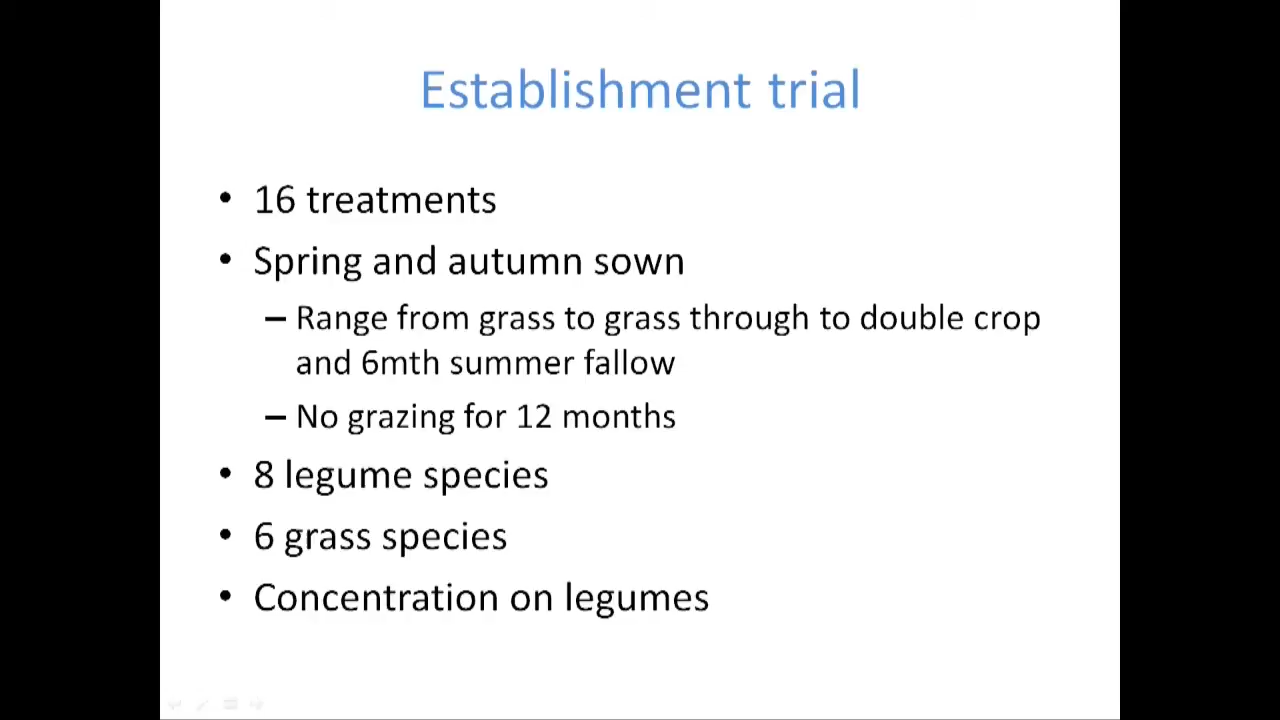 Establishment trial
• 16 treatments
• Spring and autumn sown
– Range from grass to grass through to double crop
and 6mth summer fallow
– No grazing for 12 months
• 8 legume species
• 6 grass species
• Concentration on legumes